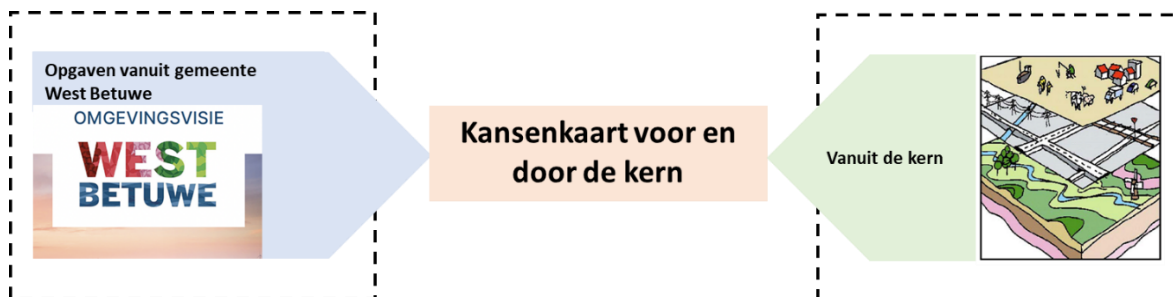 Opgaven vanuit gemeente
West Betuwe
OMGEVINGSVISIE
WEST
BETUWE
Kansenkaart voor en
door de kern
Vanuit de kern